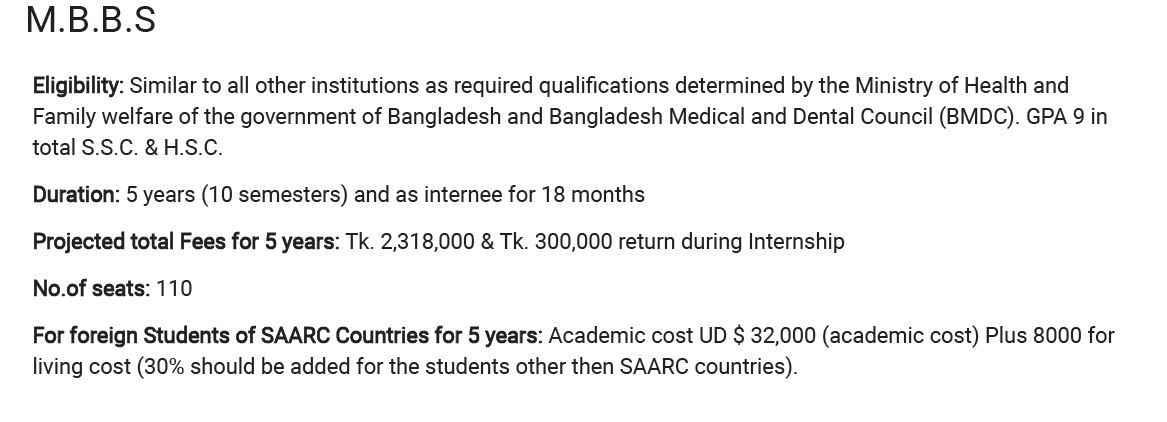 M.B.B.S
Eligibility: Similar to all other institutions as required qualifications determined by the Ministry of Health and
Family welfare of the government of Bangladesh and Bangladesh Medical and Dental Council (BMDC). GPA 9 in
total S.S.C. & H.S.C.
Duration: 5 years (10 semesters) and as internee for 18 months
Projected total Fees for 5 years: Tk. 2,318,000 & Tk. 300,000 return during Internship
No.of seats: 110
For foreign Students of SAARC Countries for 5 years: Academic cost UD $ 32,000 (academic cost) Plus 8000 for
living cost (30% should be added for the students other then SAARC countries).